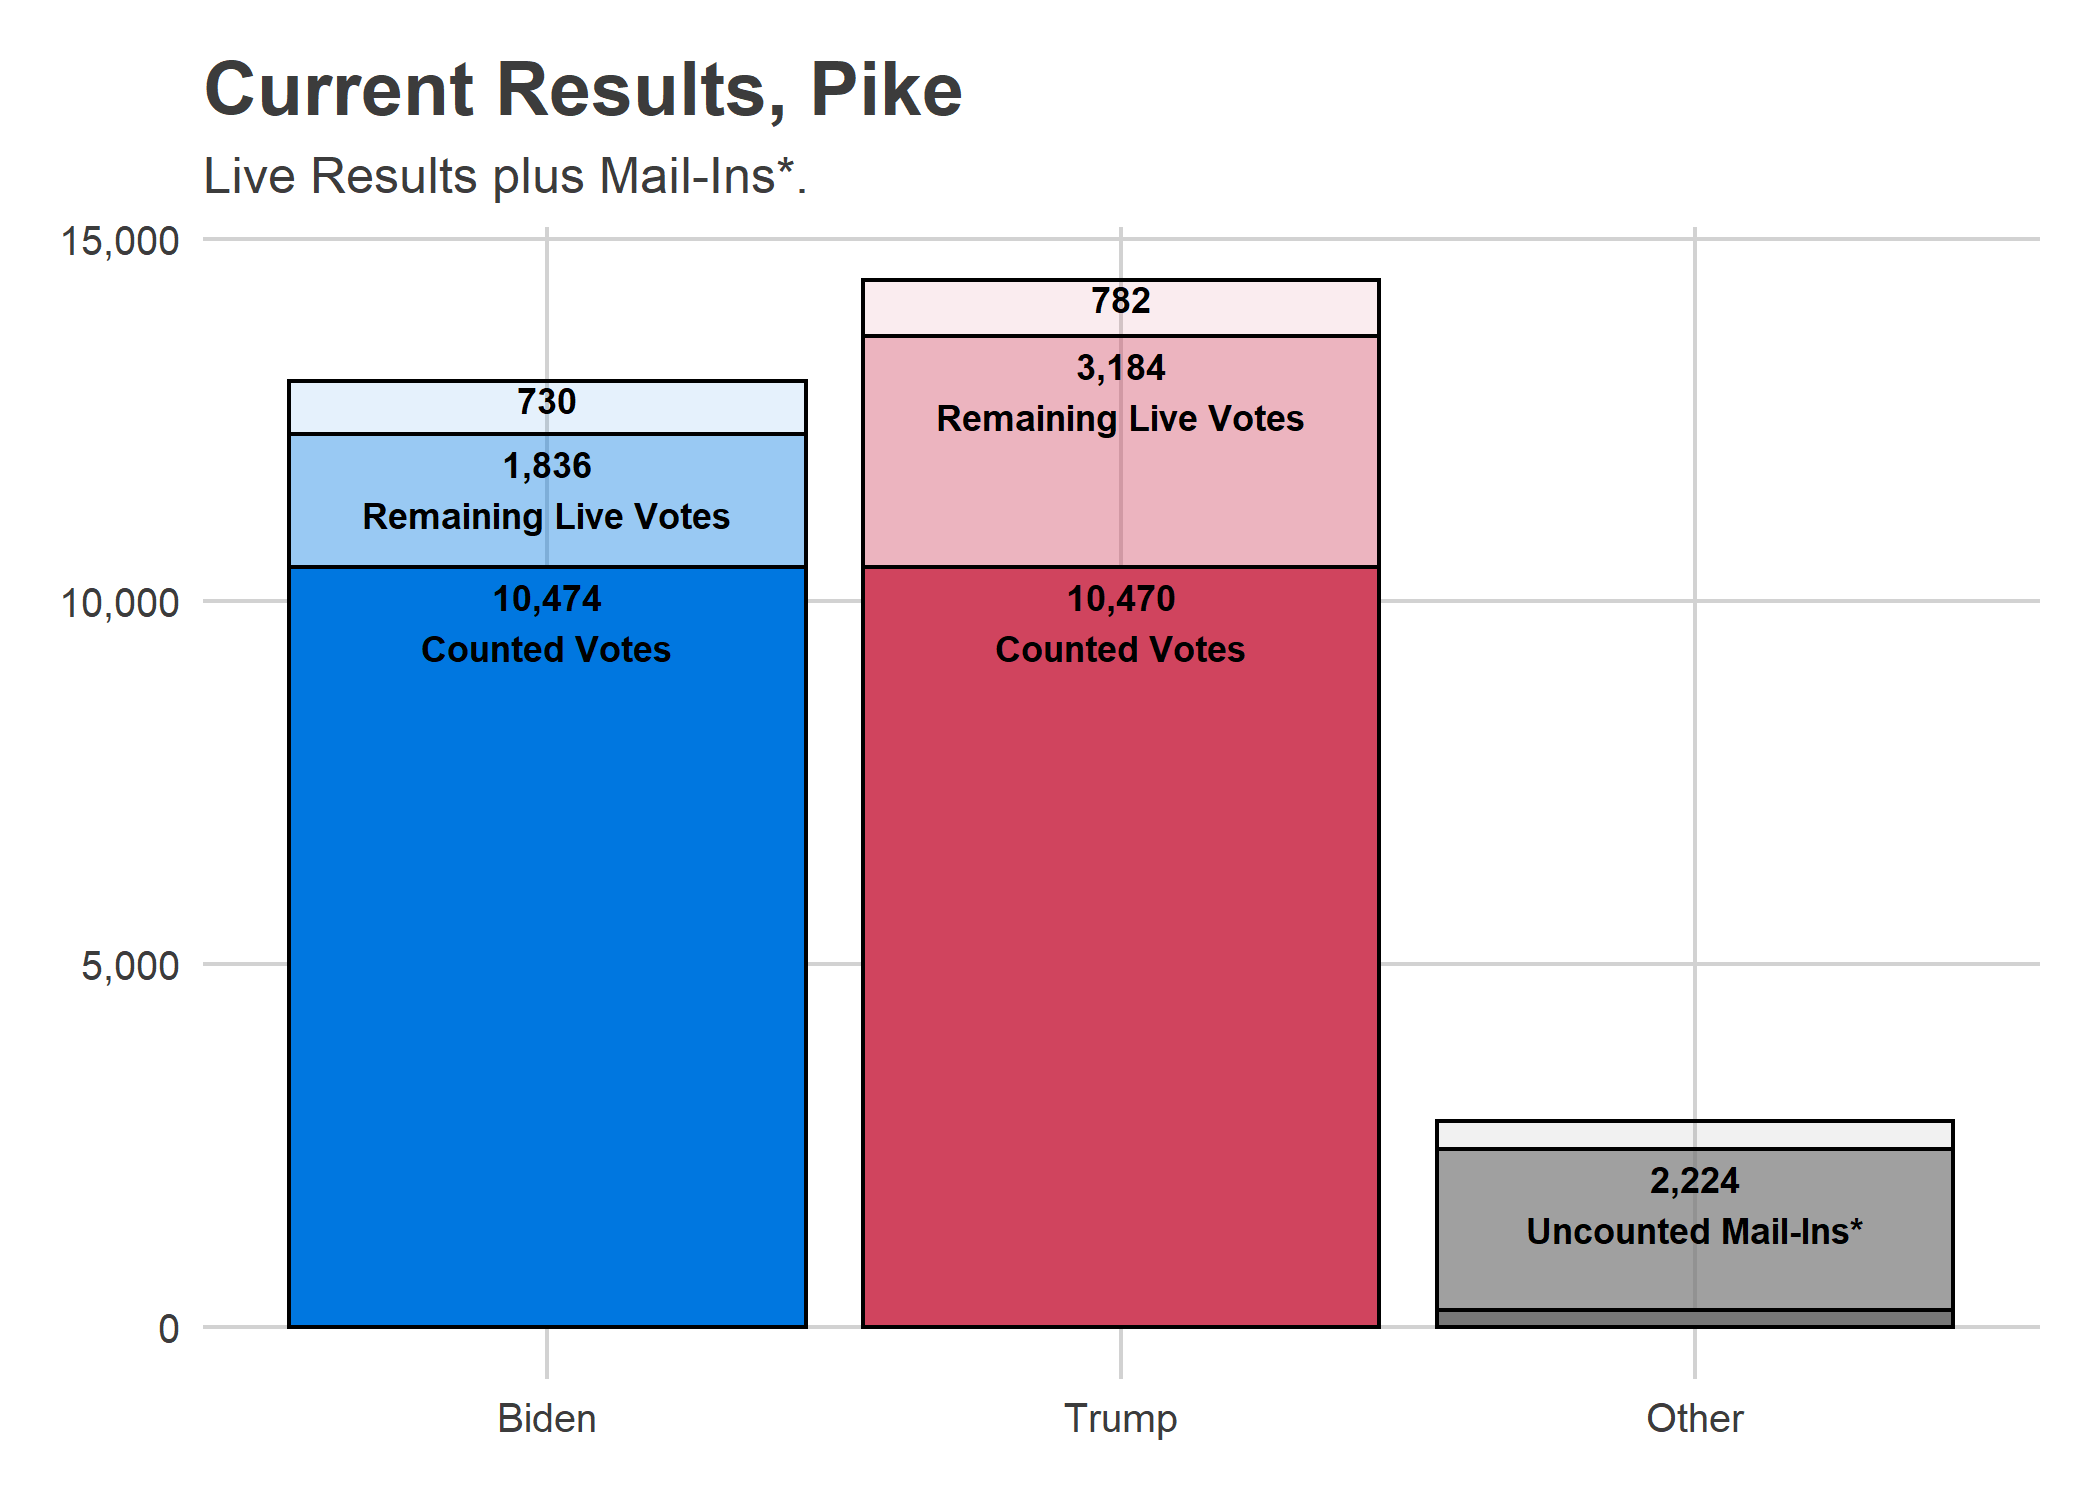 Current Results, Pike
Live Results plus Mail-Ins*.
15,000
10,000
5,000
0
730
1,836
Remaining Live Votes
10,474
Counted Votes
782
3,184
Remaining Live Votes
10,470
Counted Votes
2,224
Uncounted Mail-Ins*
Biden
Trump
Other